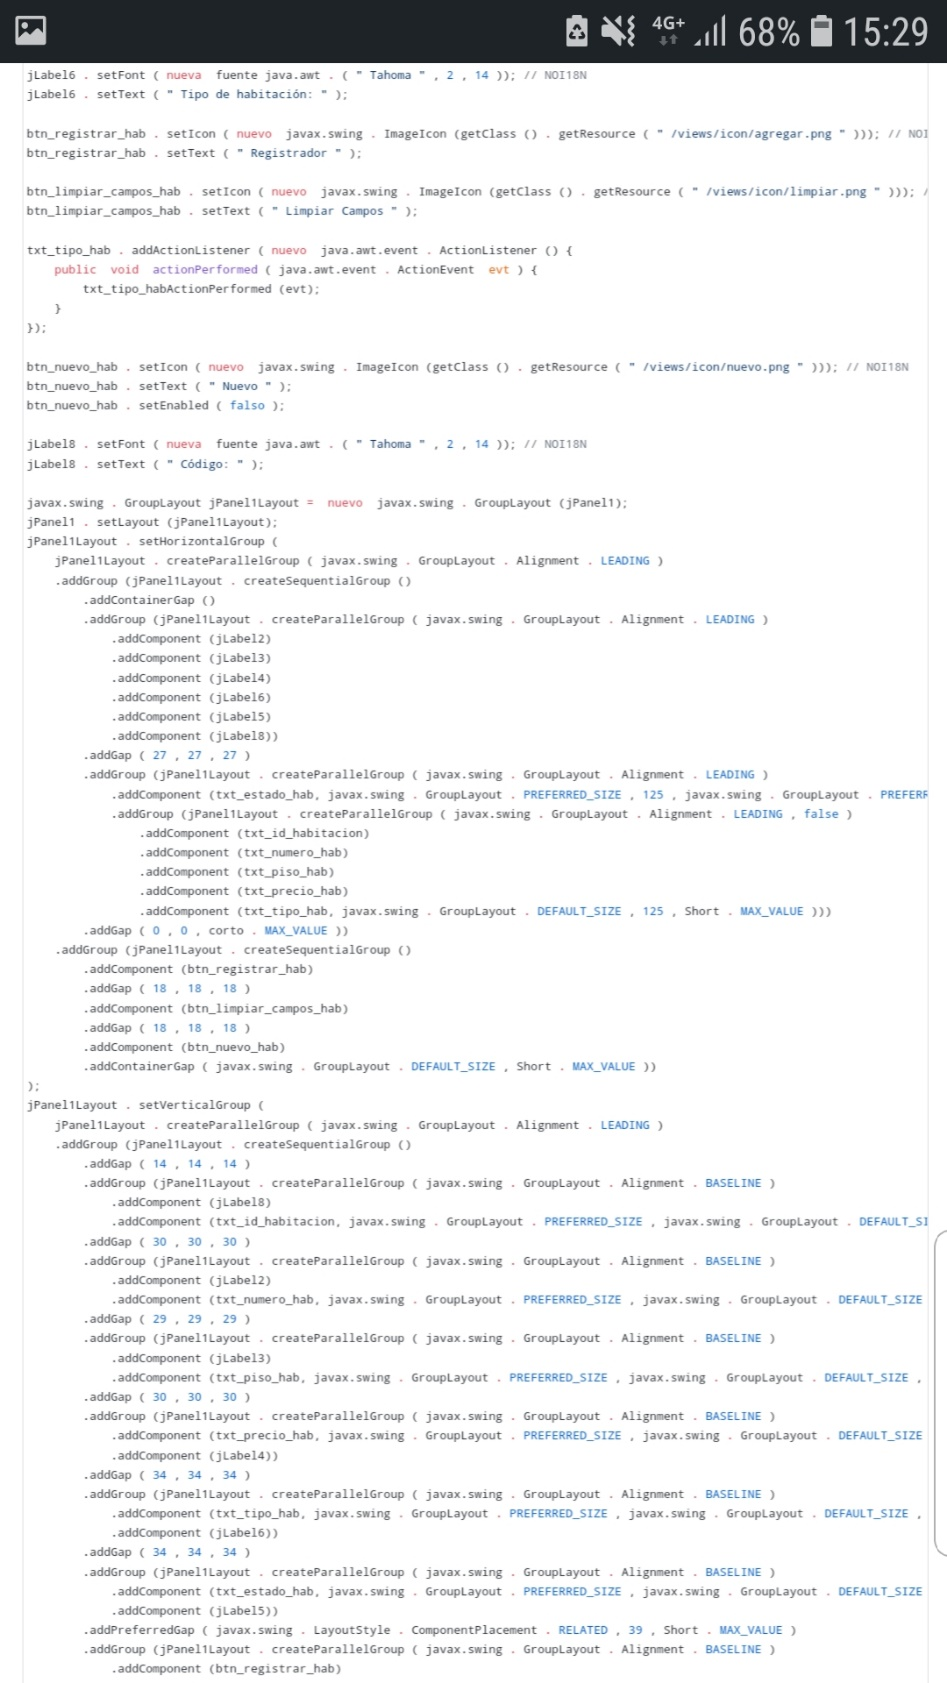 4G+ 68% 15:29
jLabel6 . setFont ( nueva fuente java.awt . ( " Tahoma " , 2 , 14 )); // NOI18N
jLabel6 . setText ( " Tipo de habitación: " );
btn_registrar_hab . setIcon ( nuevo javax.swing . ImageIcon (getClass () . getResource ( " /views/icon/agregar.png " ))); // NOI
btn_registrar_hab . setText ( " Registrador " );
btn_limpiar_campos_hab . setIcon ( nuevo javax.swing . ImageIcon (getClass () . getResource ( " /views/icon/limpiar.png " ))); /
btn_limpiar_campos_hab . setText ( " Limpiar Campos " );
txt_tipo_hab . addActionListener ( nuevo java.awt.event . ActionListener () {
public void actionPerformed ( java.awt.event . ActionEvent evt ) {
txt_tipo_habActionPerformed (evt);
}
});
btn_nuevo_hab . setIcon ( nuevo javax.swing . ImageIcon (getClass () . getResource ( " /views/icon/nuevo.png " ))); // NOI18N
btn_nuevo_hab . setText ( " Nuevo " );
btn_nuevo_hab . setEnabled ( falso );
jLabel8 . setFont ( nueva fuente java.awt . ( " Tahoma " , 2 , 14 )); // NOI18N
jLabel8 . setText ( " Código: " );
javax.swing . GroupLayout jPanel1Layout = nuevo javax.swing . GroupLayout (jPanel1);
jPanel1 . setLayout (jPanel1Layout);
jPanel1Layout . setHorizontalGroup (
jPanel1Layout . createParallelGroup ( javax.swing . GroupLayout . Alignment . LEADING )
.addGroup (jPanel1Layout . createSequentialGroup ()
.addContainerGap ()
.addGroup (jPanel1Layout . createParallelGroup ( javax.swing . GroupLayout . Alignment . LEADING )
.addComponent (jLabel2)
.addComponent (jLabel3)
.addComponent (jLabel4)
.addComponent (jLabel6)
.addComponent (jLabel5)
.addComponent (jLabel8))
.addGap ( 27 , 27 , 27 )
.addGroup (jPanel1Layout . createParallelGroup ( javax.swing . GroupLayout . Alignment . LEADING )
.addComponent (txt_estado_hab, javax.swing . GroupLayout . PREFERRED_SIZE , 125 , javax.swing . GroupLayout . PREFERR
.addGroup (jPanel1Layout . createParallelGroup ( javax.swing . GroupLayout . Alignment . LEADING , false )
.addComponent (txt_id_habitacion)
.addComponent (txt_numero_hab)
.addComponent (txt_piso_hab)
.addComponent (txt_precio_hab)
.addComponent (txt_tipo_hab, javax.swing . GroupLayout . DEFAULT_SIZE , 125 , Short . MAX_VALUE )))
.addGap ( 0 , 0 , corto . MAX_VALUE ))
.addGroup (jPanel1Layout . createSequentialGroup ()
.addComponent (btn_registrar_hab)
.addGap ( 18 , 18 , 18 )
.addComponent (btn_limpiar_campos_hab)
.addGap ( 18 , 18 , 18 )
.addComponent (btn_nuevo_hab)
.addContainerGap ( javax.swing . GroupLayout . DEFAULT_SIZE , Short . MAX_VALUE ))
);
jPanel1Layout . setVerticalGroup (
jPanel1Layout . createParallelGroup ( javax.swing . GroupLayout . Alignment . LEADING )
.addGroup (jPanel1Layout . createSequentialGroup ()
.addGap ( 14 , 14 , 14 )
.addGroup (jPanel1Layout . createParallelGroup ( javax.swing . GroupLayout . Alignment . BASELINE )
.addComponent (jLabel8)
.addComponent (txt_id_habitacion, javax.swing . GroupLayout . PREFERRED_SIZE , javax.swing . GroupLayout . DEFAULT_SI
.addGap ( 30 , 30 , 30 )
.addGroup (jPanel1Layout . createParallelGroup ( javax.swing . GroupLayout . Alignment . BASELINE )
.addComponent (jLabel2)
.addComponent (txt_numero_hab, javax.swing . GroupLayout . PREFERRED_SIZE , javax.swing . GroupLayout . DEFAULT_SIZE
.addGap ( 29 , 29 , 29 )
.addGroup (jPanel1Layout . createParallelGroup ( javax.swing . GroupLayout . Alignment . BASELINE )
.addComponent (jLabel3)
.addComponent (txt_piso_hab, javax.swing . GroupLayout . PREFERRED_SIZE , javax.swing . GroupLayout . DEFAULT_SIZE ,
.addGap ( 30 , 30 , 30 )
.addGroup (jPanel1Layout . createParallelGroup ( javax.swing . GroupLayout . Alignment . BASELINE )
.addComponent (txt_precio_hab, javax.swing . GroupLayout . PREFERRED_SIZE , javax.swing . GroupLayout . DEFAULT_SIZE
.addComponent (jLabel4))
.addGap ( 34 , 34 , 34 )
.addGroup (jPanel1Layout . createParallelGroup ( javax.swing . GroupLayout . Alignment . BASELINE )
.addComponent (txt_tipo_hab, javax.swing . GroupLayout . PREFERRED_SIZE , javax.swing . GroupLayout . DEFAULT_SIZE ,
.addComponent (jLabel6))
.addGap ( 34 , 34 , 34 )
.addGroup (jPanel1Layout . createParallelGroup ( javax.swing . GroupLayout . Alignment . BASELINE )
.addComponent (txt_estado_hab, javax.swing . GroupLayout . PREFERRED_SIZE , javax.swing . GroupLayout . DEFAULT_SIZE
.addComponent (jLabel5))
.addPreferredGap ( javax.swing . LayoutStyle . ComponentPlacement . RELATED , 39 , Short . MAX_VALUE )
.addGroup (jPanel1Layout . createParallelGroup ( javax.swing . GroupLayout . Alignment . BASELINE )
.addComponent (btn_registrar_hab)